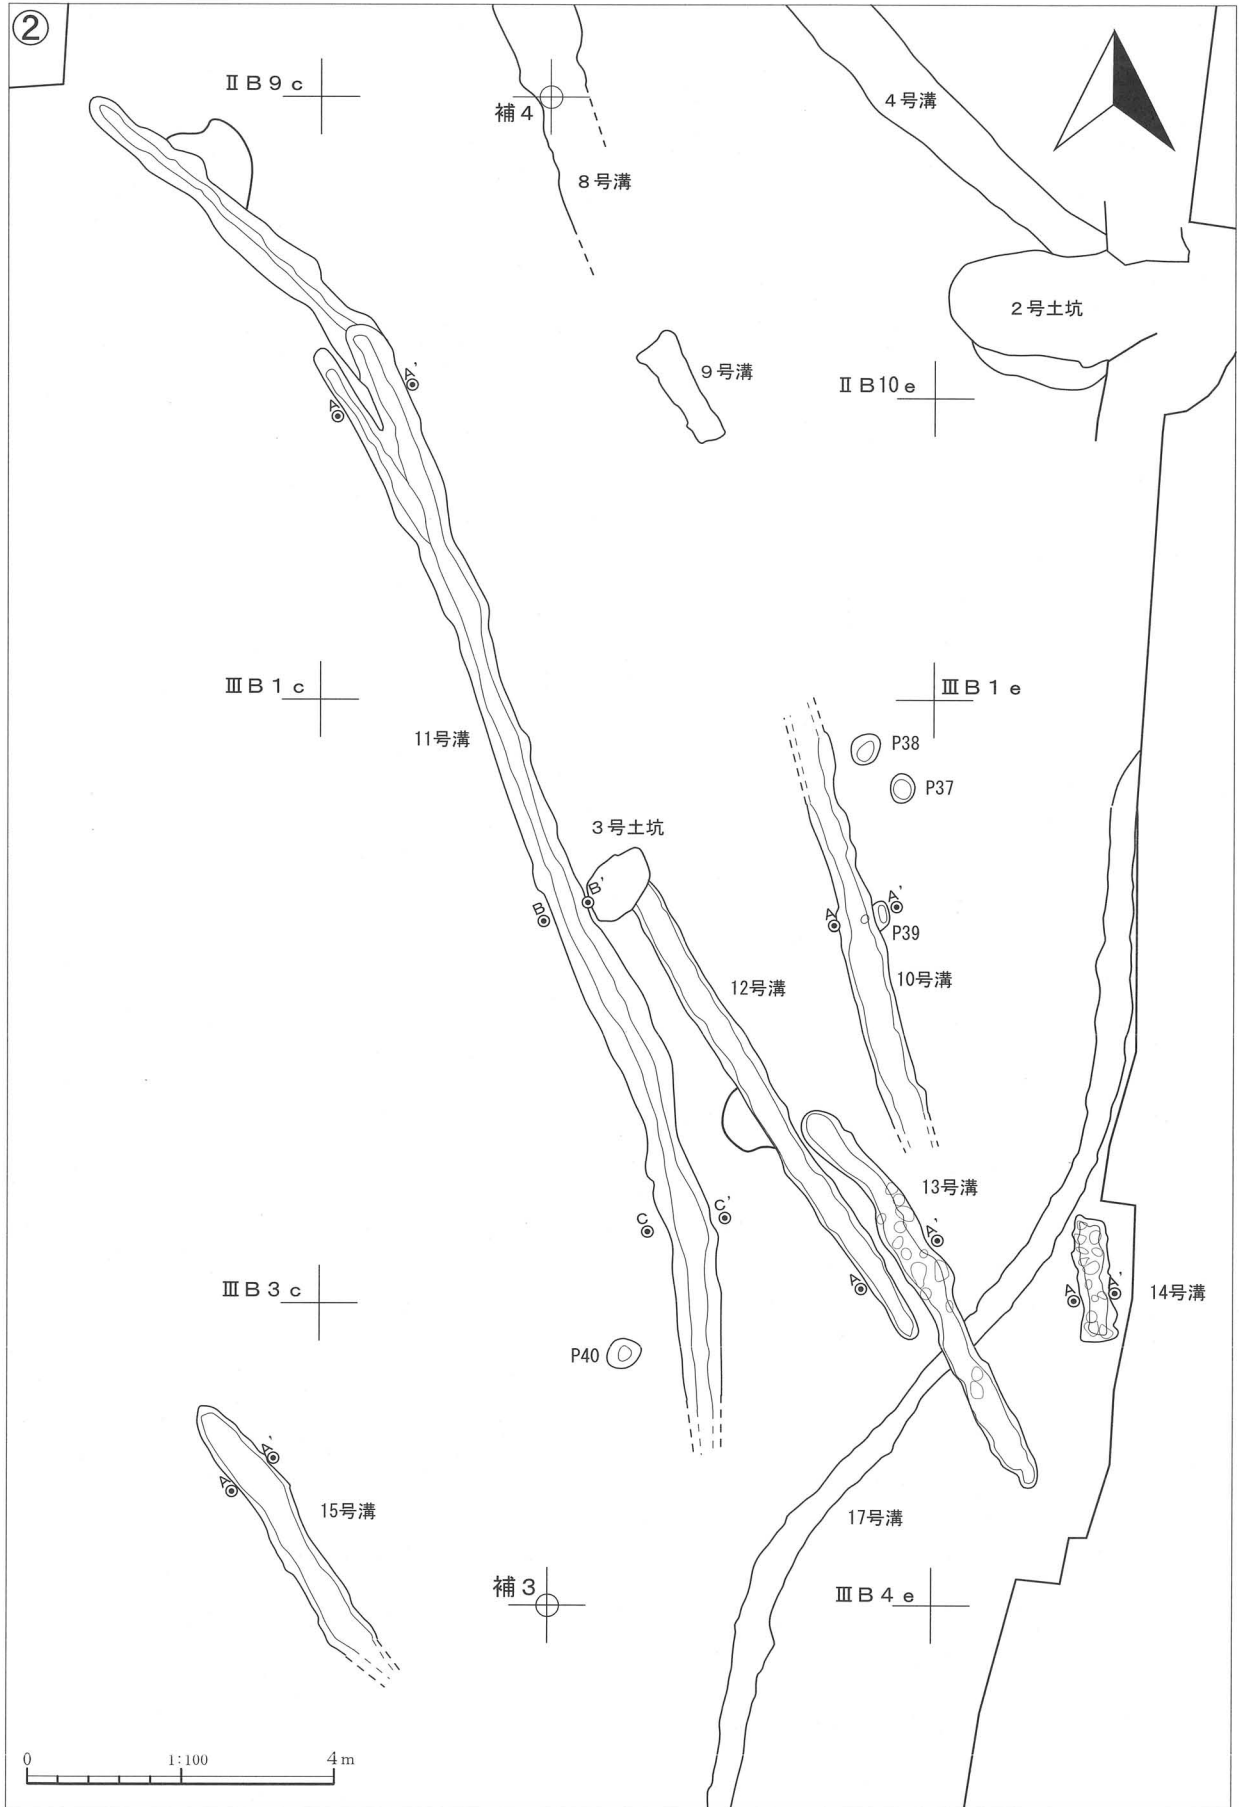 ②
ⅡB9c
補4
4号溝
8号溝
2号土坑
9号溝
ⅡB10e
A'
A
ⅢB1c
ⅢB1e
11号溝
P38
P37
3号土坑
B'
B
A'
A
P39
10号溝
12号溝
13号溝
C'
C
A'
A
A'
A
14号溝
ⅢB3c
P40
A'
A
15号溝
17号溝
補3
ⅢB4e
0 1:100 4m